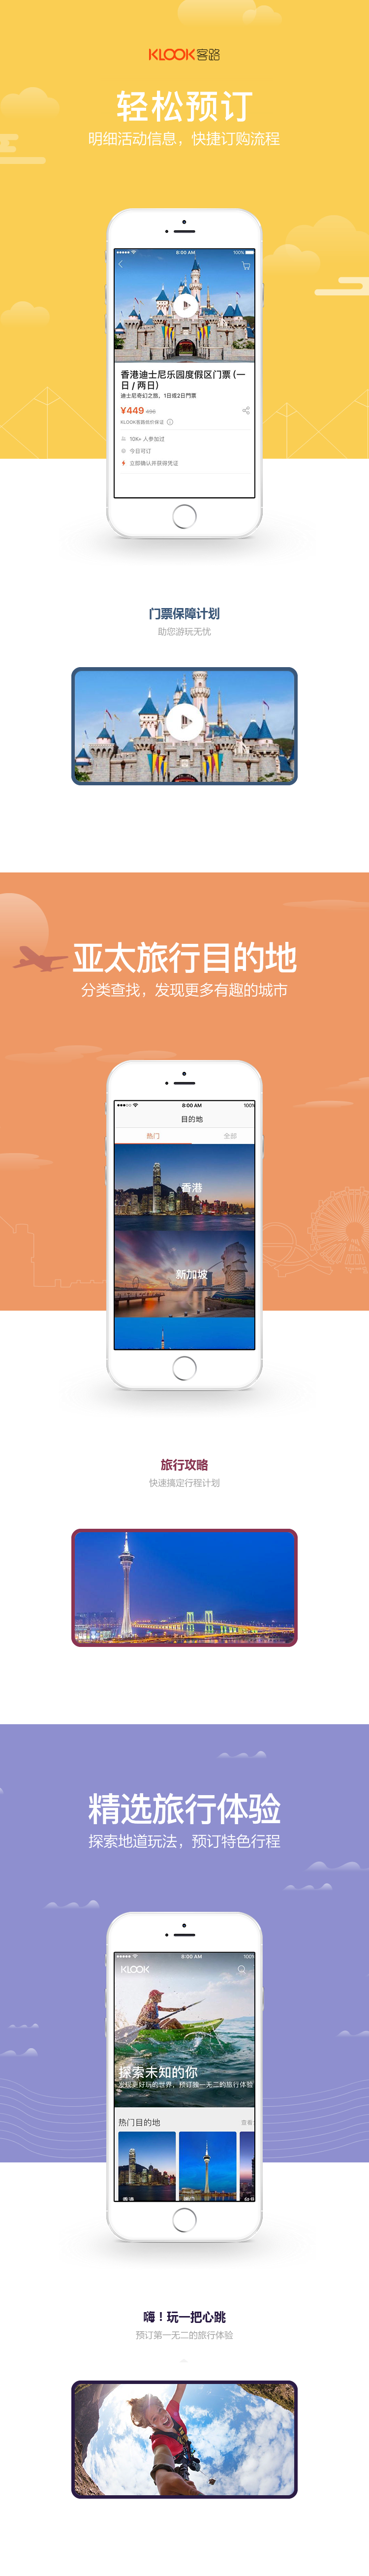 KLOOK客路
轻松预订
明细活动信息，快捷订购流程
8:00 AM
100%
香港迪士尼乐园度假区门票 (一
日 / 两日)
迪士尼奇幻之旅，1日或2日門票
¥449
KLOOK客路微价保证
10K+ 人参加过
今日可订
立即确认并获得凭证
门票保障计划
助您游玩无忧
亚太旅行目的地
分类查找，发现更多有趣的城市
8:00 AM
100%
目的地
热门
全部
香港
新加坡
旅行攻略
快速搞定行程计划
精选旅行体验
探索地道玩法，预订特色行程
8:00 AM
100%
KLOOK
探索未知的你
发现更好玩的世界，预订独一无二的旅行体验
热门目的地
查看
香港
澳门
台北
嗨！玩一把心跳
预订第一无二的旅行体验